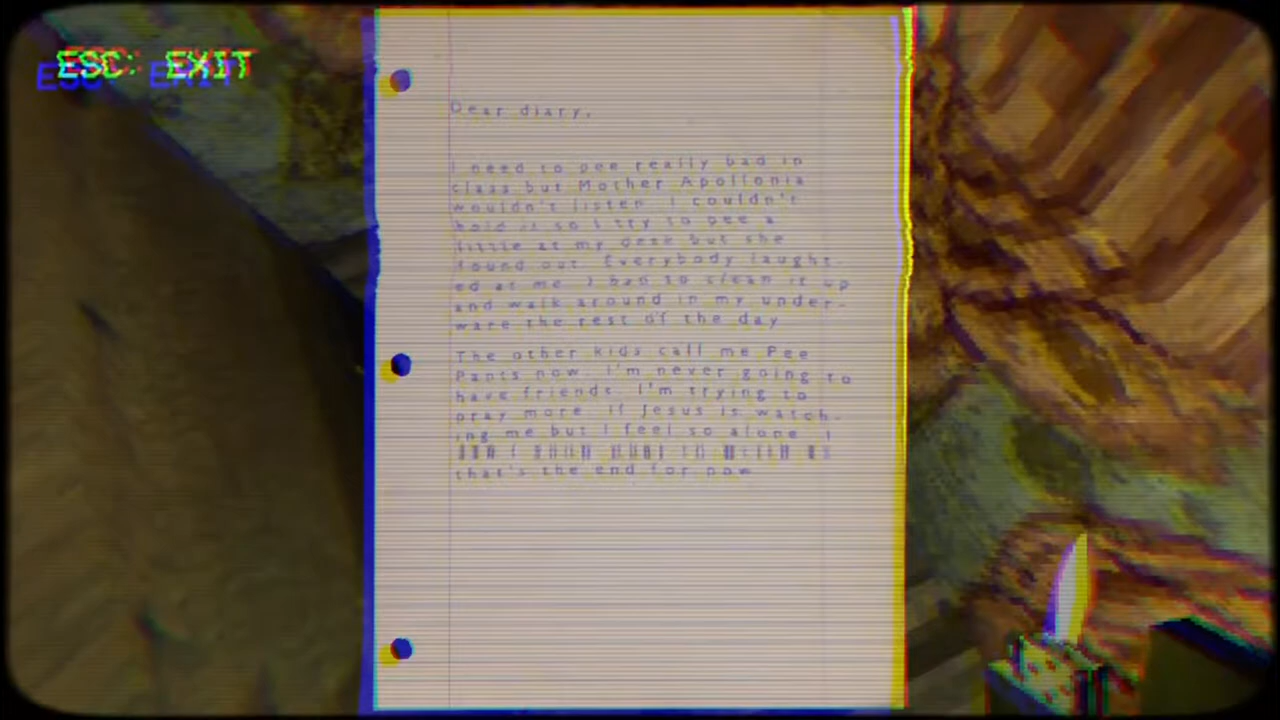 ESC: EXIT
Dear diary,
I need to pee really bad in
class but Mother Apollonia
wouldn't listen. I couldn't
hold it so I try to pee a
little at my desk but she
found out. Everybody laught-
ed at me. I had to clean it up
and walk around in my under-
ware the rest of the day
The other kids call me Pee
Pants now. I'm never going to
have friends. I'm trying to
pray more. If Jesus is watch-
ing me but I feel so alone. I
that's the end for now